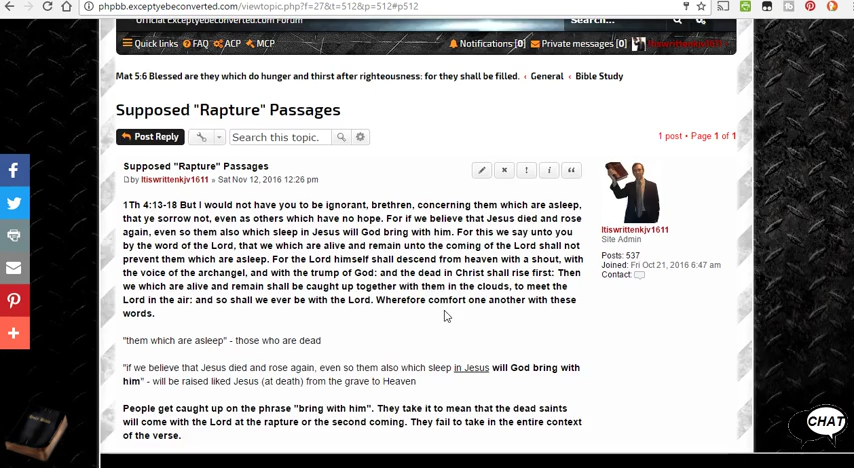 phpbb.exceptyebeconverted.com/viewtopic.php?f=27&t=512&p=512#p512
Official ExceptYeBeConverted.com Forum
Search...
Quick links FAQ ACP MCP Notifications [0] Private messages [0] Itiswrittenkjv1611
Mat 5:6 Blessed are they which do hunger and thirst after righteousness: for they shall be filled. ‹ General ‹ Bible Study
Supposed "Rapture" Passages
Post Reply Search this topic. 1 post • Page 1 of 1
Supposed "Rapture" Passages
by Itiswrittenkjv1611 » Sat Nov 12, 2016 12:26 pm
1Th 4:13-18 But I would not have you to be ignorant, brethren, concerning them which are asleep,
that ye sorrow not, even as others which have no hope. For if we believe that Jesus died and rose
again, even so them also which sleep in Jesus will God bring with him. For this we say unto you
by the word of the Lord, that we which are alive and remain unto the coming of the Lord shall not
prevent them which are asleep. For the Lord himself shall descend from heaven with a shout, with
the voice of the archangel, and with the trump of God: and the dead in Christ shall rise first: Then
we which are alive and remain shall be caught up together with them in the clouds, to meet the
Lord in the air: and so shall we ever be with the Lord. Wherefore comfort one another with these
words.
"them which are asleep" - those who are dead
"if we believe that Jesus died and rose again, even so them also which sleep in Jesus will God bring with
him" - will be raised liked Jesus (at death) from the grave to Heaven
People get caught up on the phrase "bring with him". They take it to mean that the dead saints
will come with the Lord at the rapture or the second coming. They fail to take in the entire context
of the verse.
Itiswrittenkjv1611
Site Admin
Posts: 537
Joined: Fri Oct 21, 2016 6:47 am
Contact:
CHAT